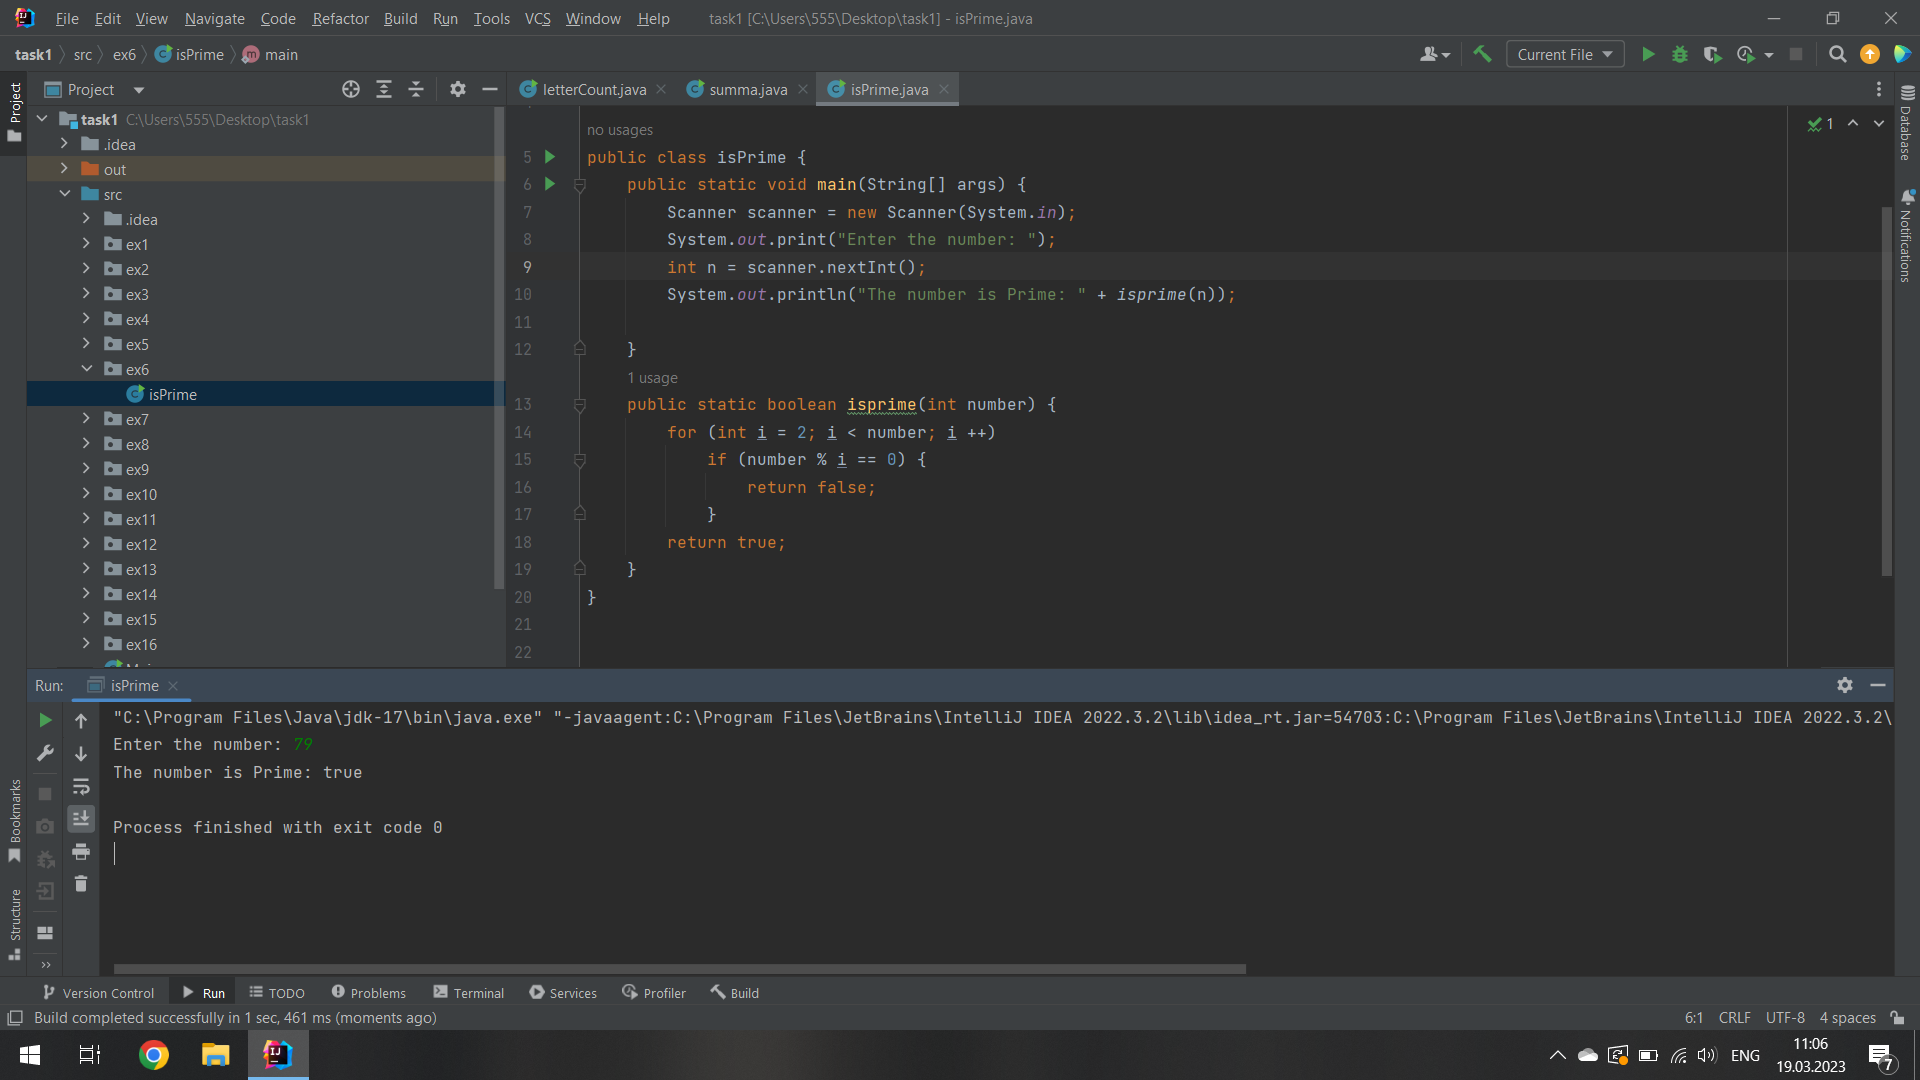 File Edit View Navigate Code Refactor Build Run Tools VCS Window Help task1 [C:\Users\555\Desktop\task1] - isPrime.java
task1 src ex6 isPrime main
Current File
Project
Project
letterCount.java summa.java isPrime.java
task1 C:\Users\555\Desktop\task1
.idea
out
src
.idea
ex1
ex2
ex3
ex4
ex5
ex6
isPrime
ex7
ex8
ex9
ex10
ex11
ex12
ex13
ex14
ex15
ex16
no usages
5 public class isPrime {
6 public static void main(String[] args) {
7 Scanner scanner = new Scanner(System.in);
8 System.out.print("Enter the number: ");
9 int n = scanner.nextInt();
10 System.out.println("The number is Prime: " + isprime(n));
11
12 }
1 usage
13 public static boolean isprime(int number) {
14 for (int i = 2; i < number; i ++)
15 if (number % i == 0) {
16 return false;
17 }
18 return true;
19 }
20 }
21
22
1
Database
Notifications
Run: isPrime
"C:\Program Files\Java\jdk-17\bin\java.exe" "-javaagent:C:\Program Files\JetBrains\IntelliJ IDEA 2022.3.2\lib\idea_rt.jar=54703:C:\Program Files\JetBrains\IntelliJ IDEA 2022.3.2\
Enter the number: 79
The number is Prime: true
Process finished with exit code 0
Bookmarks
Structure
Version Control Run TODO Problems Terminal Services Profiler Build
Build completed successfully in 1 sec, 461 ms (moments ago) 6:1 CRLF UTF-8 4 spaces
ENG
11:06
19.03.2023
7